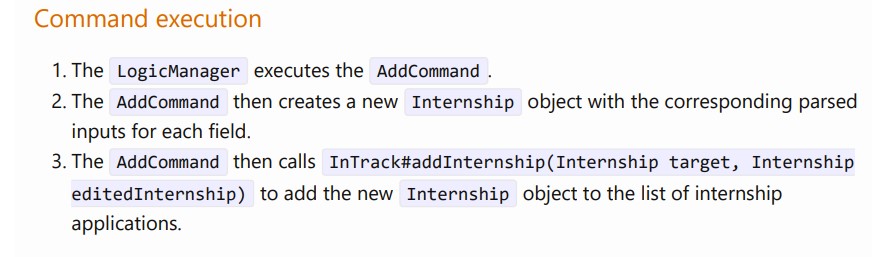 Command execution
1. The LogicManager executes the AddCommand .
2. The AddCommand then creates a new Internship object with the corresponding parsed
inputs for each field.
3. The AddCommand then calls InTrack#addInternship(Internship target, Internship
editedInternship) to add the new Internship object to the list of internship
applications.